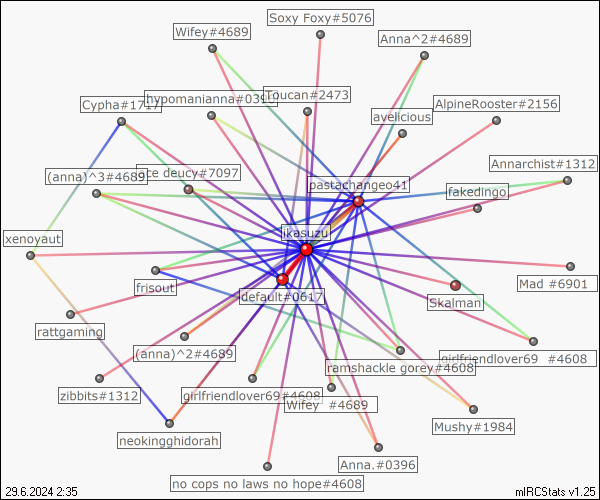 Soxy Foxy#5076
Wifey#4689
Anna^2#4689
Toucan#2473
hypomanianna#031
Cypha#1717
AlpineRooster#2156
avelicious
Annarchist#1312
(anna)^3#4689
ce deucy#7097
pastachangeo41
fakedingo
ikasuzu
xenoyaut
frisout
default#0617
Skalman
Mad #6901
rattgaming
(anna)^2#4689
girlfriendlover69 #4608
ramshackle gorey#4608
zibbits#1312
girlfriendlover69#4608
Wifey #4689
Mushy#1984
neokingghidorah
Anna.#0396
no cops no laws no hope#4608
29.6.2024 2:35
mIRCStats v1.25